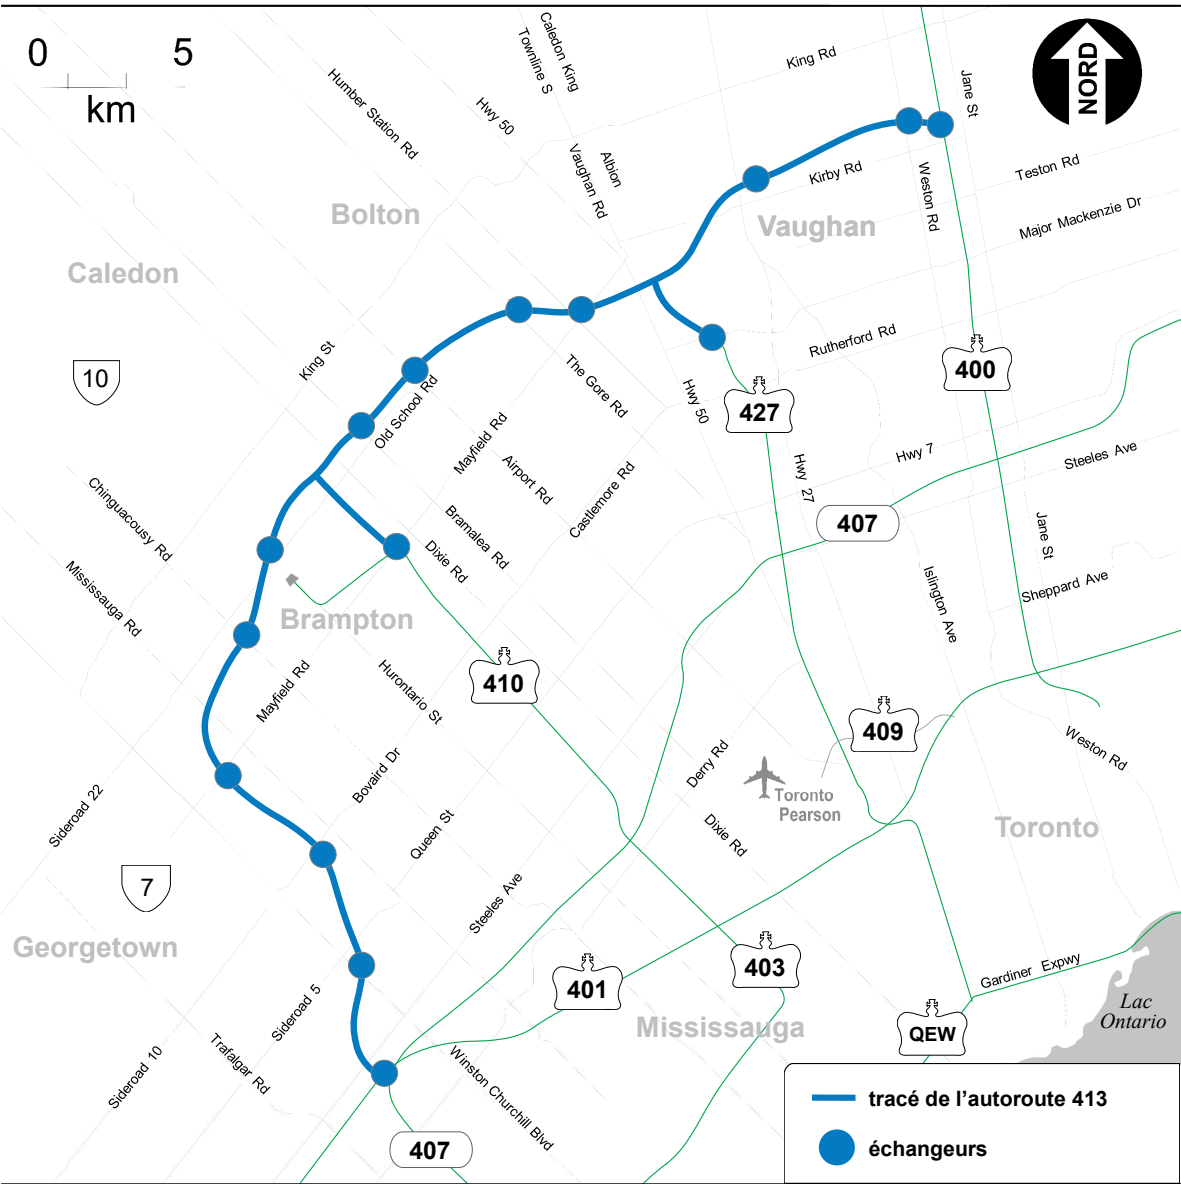 0 5
km
NORD
Caledon King
Townline S
King Rd
Jane St
Humber Station Rd
Hwy 50
Albion
Vaughan Rd
Kirby Rd
Weston Rd
Teston Rd
Major Mackenzie Dr
Bolton
Vaughan
Caledon
King St
10
Old School Rd
The Gore Rd
Hwy 50
Rutherford Rd
400
427
Mayfield Rd
Airport Rd
Castlemore Rd
Hwy 7
Steeles Ave
Hwy 27
407
Chinguacousy Rd
Bramalea Rd
Dixie Rd
Jane St
Mississauga Rd
Islington Ave
Sheppard Ave
Brampton
Mayfield Rd
Hurontario St
410
409
Weston Rd
Derry Rd
Bovaird Dr
Toronto
Pearson
Dixie Rd
Toronto
Sideroad 22
Queen St
7
Steeles Ave
Georgetown
403
401
Gardiner Expwy
Sideroad 5
Mississauga
QEW
Lac
Ontario
Trafalgar Rd
Sideroad 10
Winston Churchill Blvd
407
tracé de l’autoroute 413
échangeurs